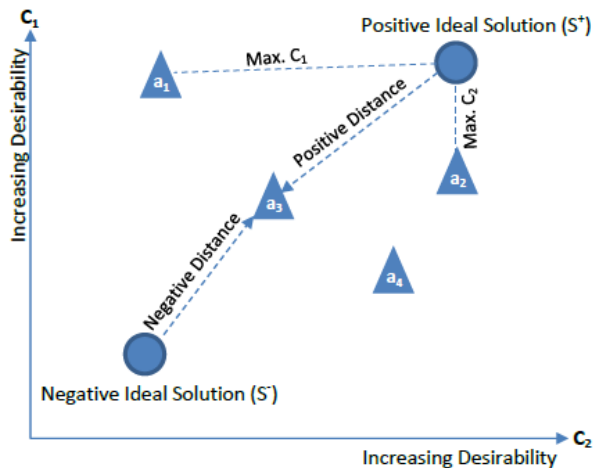 C₁
Positive Ideal Solution (S⁺)
Increasing Desirability
a₁
Max. C₁
Positive Distance
Max. C₂
a₂
a₃
Negative Distance
a₄
Negative Ideal Solution (S⁻)
C₂
Increasing Desirability